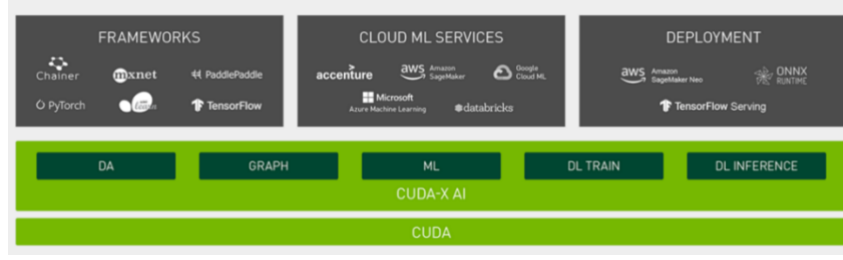 FRAMEWORKS
Chainer
mxnet
PaddlePaddle
PyTorch
learn
TensorFlow
CLOUD ML SERVICES
accenture
aws Amazon
SageMaker
Google
Cloud ML
Microsoft
Azure Machine Learning
databricks
DEPLOYMENT
aws Amazon
SageMaker Neo
ONNX
RUNTIME
TensorFlow Serving
DA
GRAPH
ML
DL TRAIN
DL INFERENCE
CUDA-X AI
CUDA